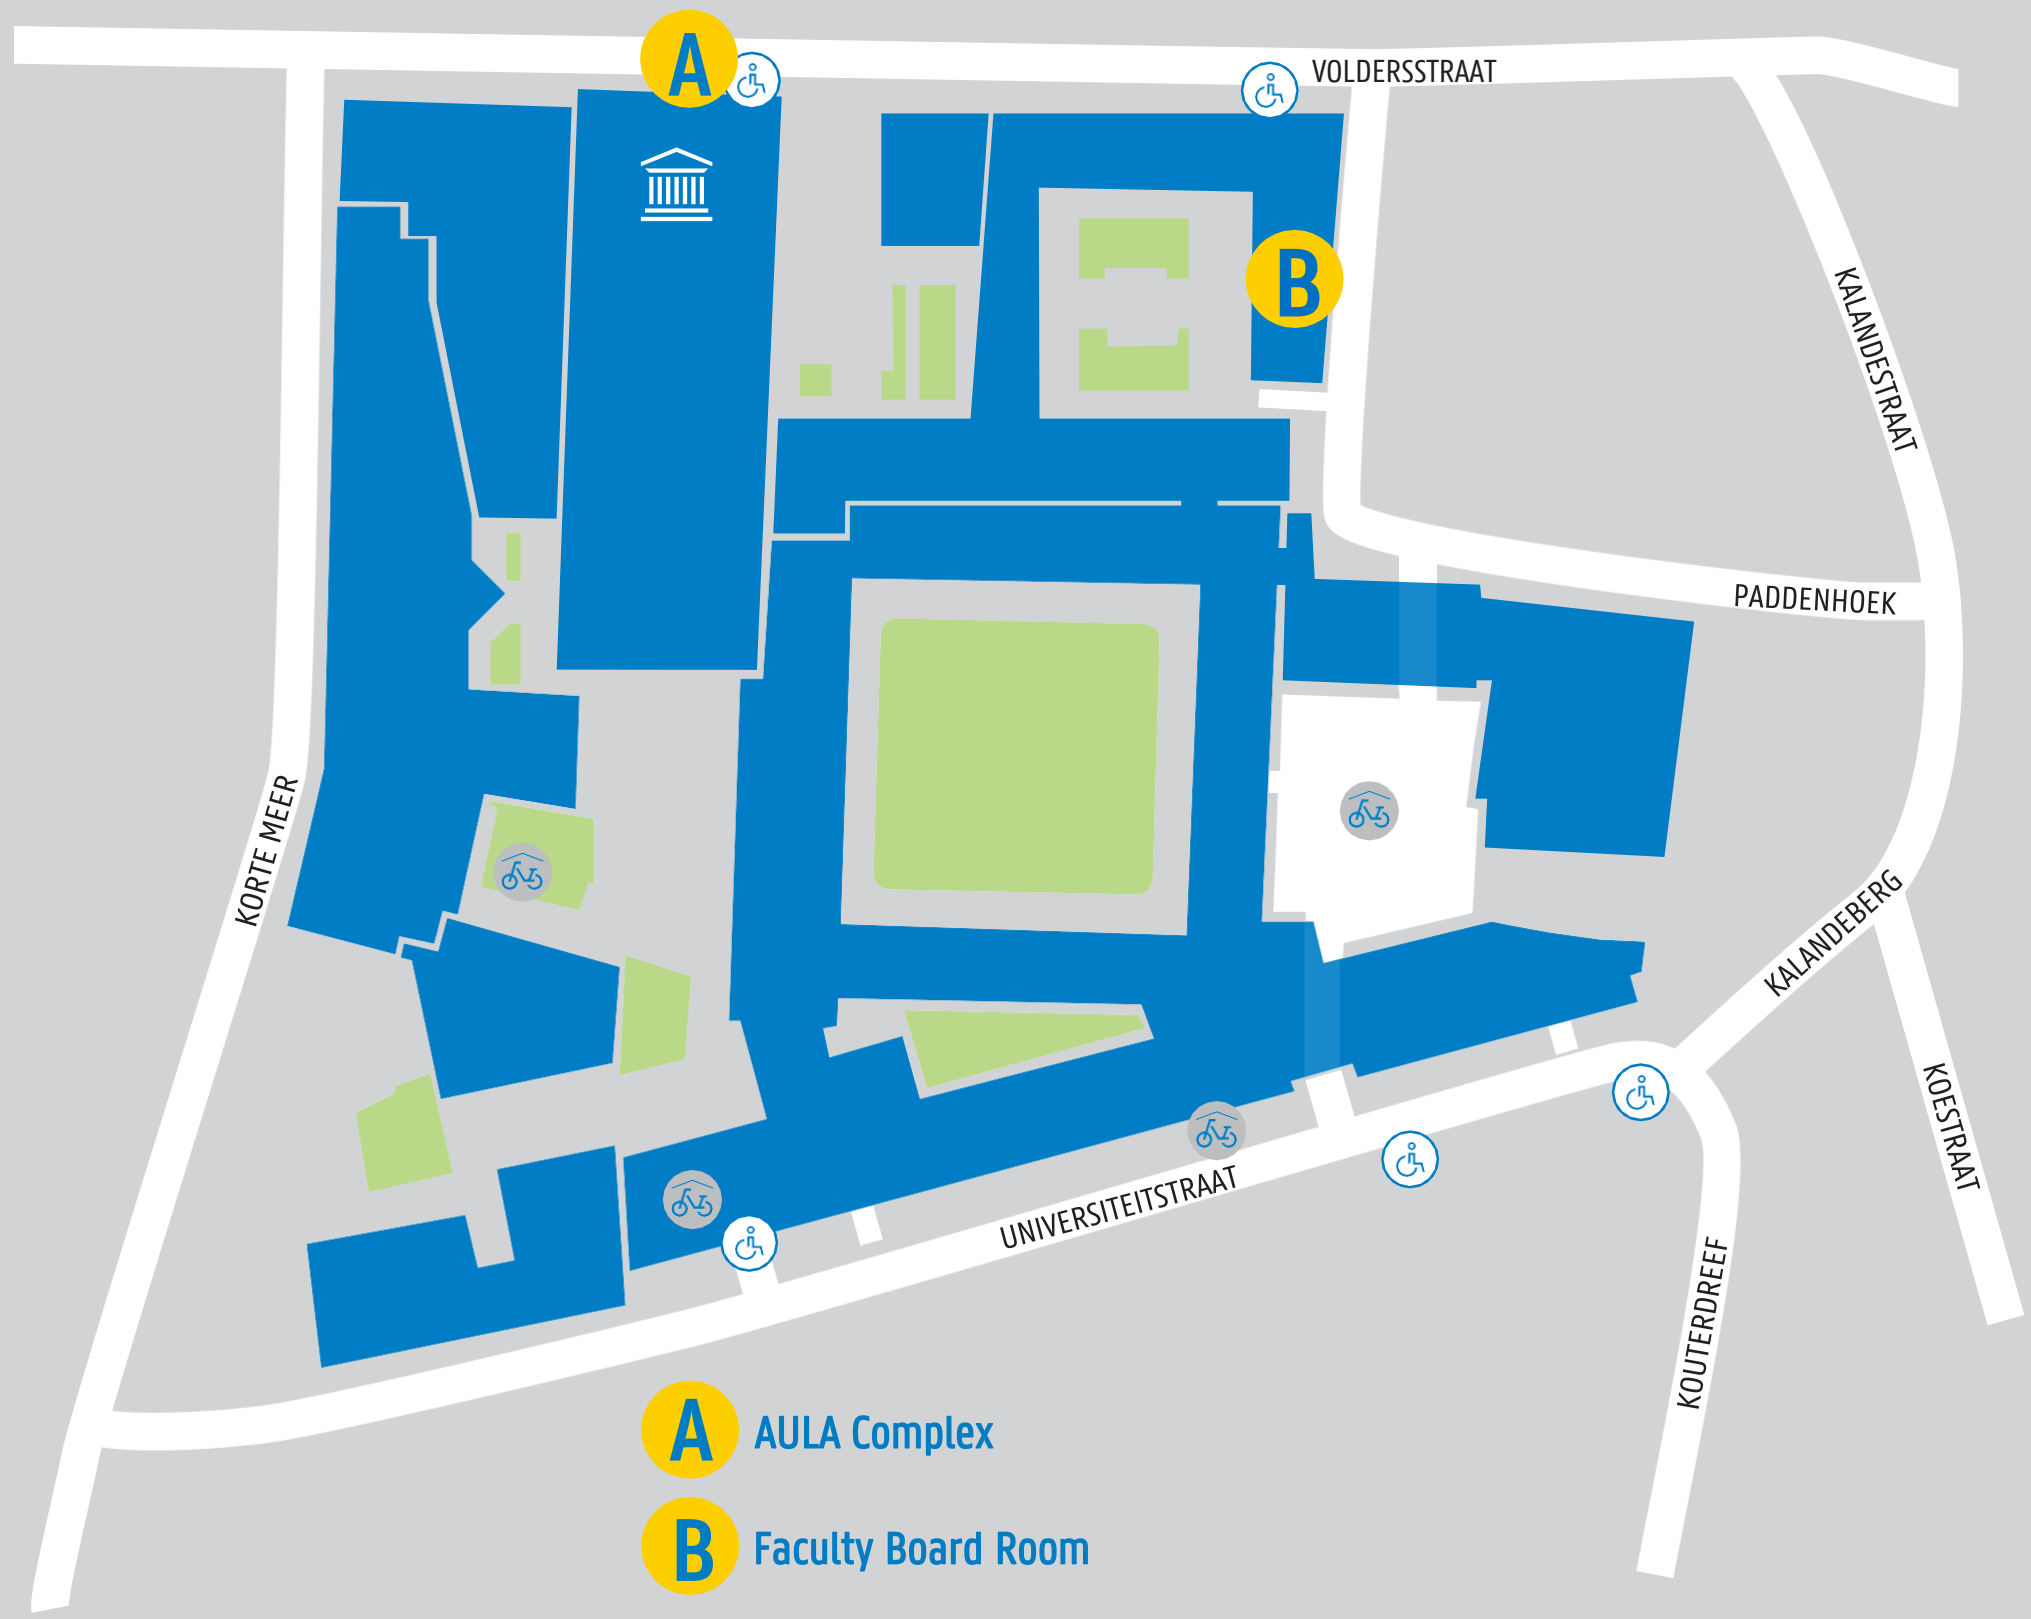 A
VOLDERSSTRAAT
B
KALANDESTRAAT
PADDENHOEK
KORTE MEER
KALANDEBERG
UNIVERSITEITSTRAAT
KOESTRAAT
KOUTERDREEF
A AULA Complex
B Faculty Board Room